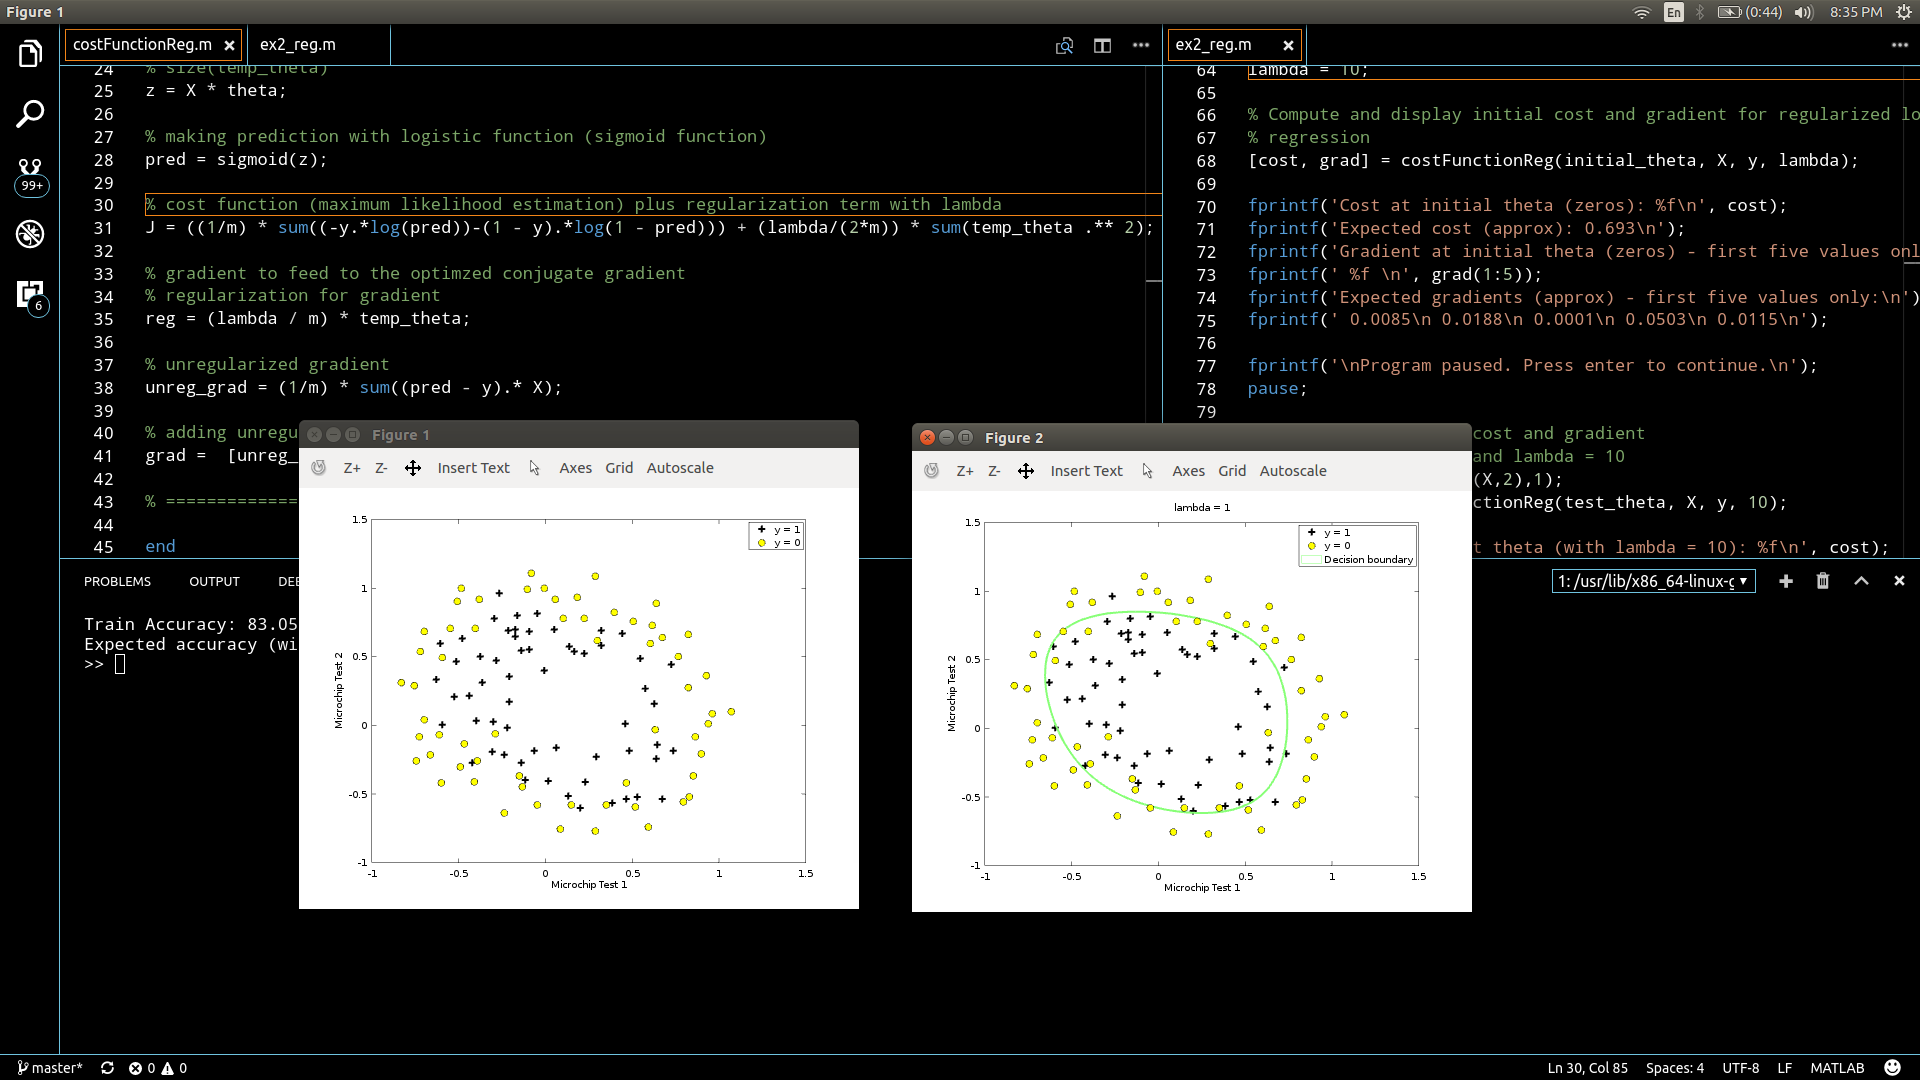 Figure 1
En
(0:44)
8:35 PM
costFunctionReg.m
ex2_reg.m
24 % size(temp_theta)
25 z = X * theta;
26
27 % making prediction with logistic function (sigmoid function)
28 pred = sigmoid(z);
29
30 % cost function (maximum likelihood estimation) plus regularization term with lambda
31 J = ((1/m) * sum((-y.*log(pred))-(1 - y).*log(1 - pred))) + (lambda/(2*m)) * sum(temp_theta .** 2);
32
33 % gradient to feed to the optimzed conjugate gradient
34 % regularization for gradient
35 reg = (lambda / m) * temp_theta;
36
37 % unregularized gradient
38 unreg_grad = (1/m) * sum((pred - y).* X);
39
40 % adding unregu
41 grad =  [unreg_
42
43 % =============
44
45 end
99+
6
ex2_reg.m
64 lambda = 10;
65
66 % Compute and display initial cost and gradient for regularized lo
67 % regression
68 [cost, grad] = costFunctionReg(initial_theta, X, y, lambda);
69
70 fprintf('Cost at initial theta (zeros): %f\n', cost);
71 fprintf('Expected cost (approx): 0.693\n');
72 fprintf('Gradient at initial theta (zeros) - first five values onl
73 fprintf(' %f \n', grad(1:5));
74 fprintf('Expected gradients (approx) - first five values only:\n')
75 fprintf(' 0.0085\n 0.0188\n 0.0001\n 0.0503\n 0.0115\n');
76
77 fprintf('\nProgram paused. Press enter to continue.\n');
78 pause;
79
cost and gradient
and lambda = 10
(X,2),1);
ctionReg(test_theta, X, y, 10);
t theta (with lambda = 10): %f\n', cost);
PROBLEMS OUTPUT DEB
1: /usr/lib/x86_64-linux-g
Train Accuracy: 83.05
Expected accuracy (wi
>>
Figure 1
Z+ Z- Insert Text Axes Grid Autoscale
1.5
1
0.5
0
-0.5
-1
-1 -0.5 0 0.5 1 1.5
Microchip Test 1
Microchip Test 2
y = 1
y = 0
Figure 2
Z+ Z- Insert Text Axes Grid Autoscale
lambda = 1
1.5
1
0.5
0
-0.5
-1
-1 -0.5 0 0.5 1 1.5
Microchip Test 1
Microchip Test 2
y = 1
y = 0
Decision boundary
master* 0 0
Ln 30, Col 85 Spaces: 4 UTF-8 LF MATLAB